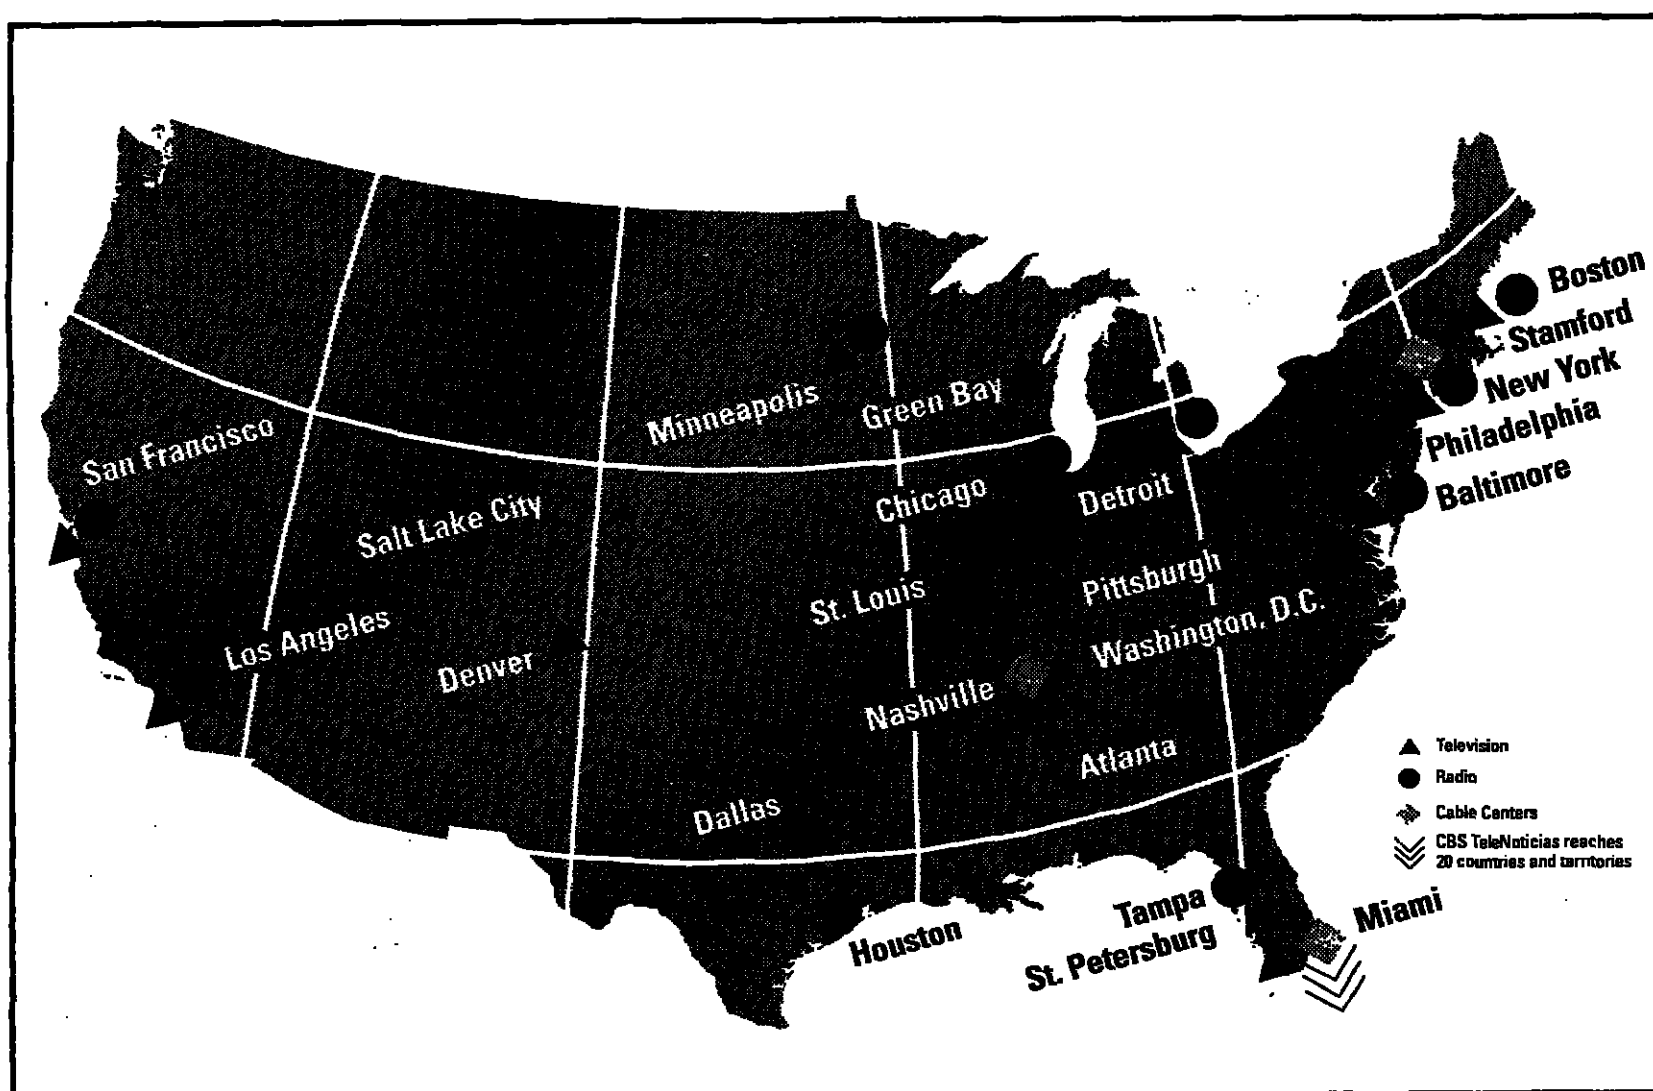 Boston
Stamford
New York
Philadelphia
Baltimore
Minneapolis
Green Bay
San Francisco
Chicago
Detroit
Salt Lake City
Pittsburgh
St. Louis
Washington, D.C.
Los Angeles
Denver
Nashville
Atlanta
Dallas
Television
Radio
Cable Centers
CBS TeleNoticias reaches
20 countries and territories
Miami
Tampa
St. Petersburg
Houston